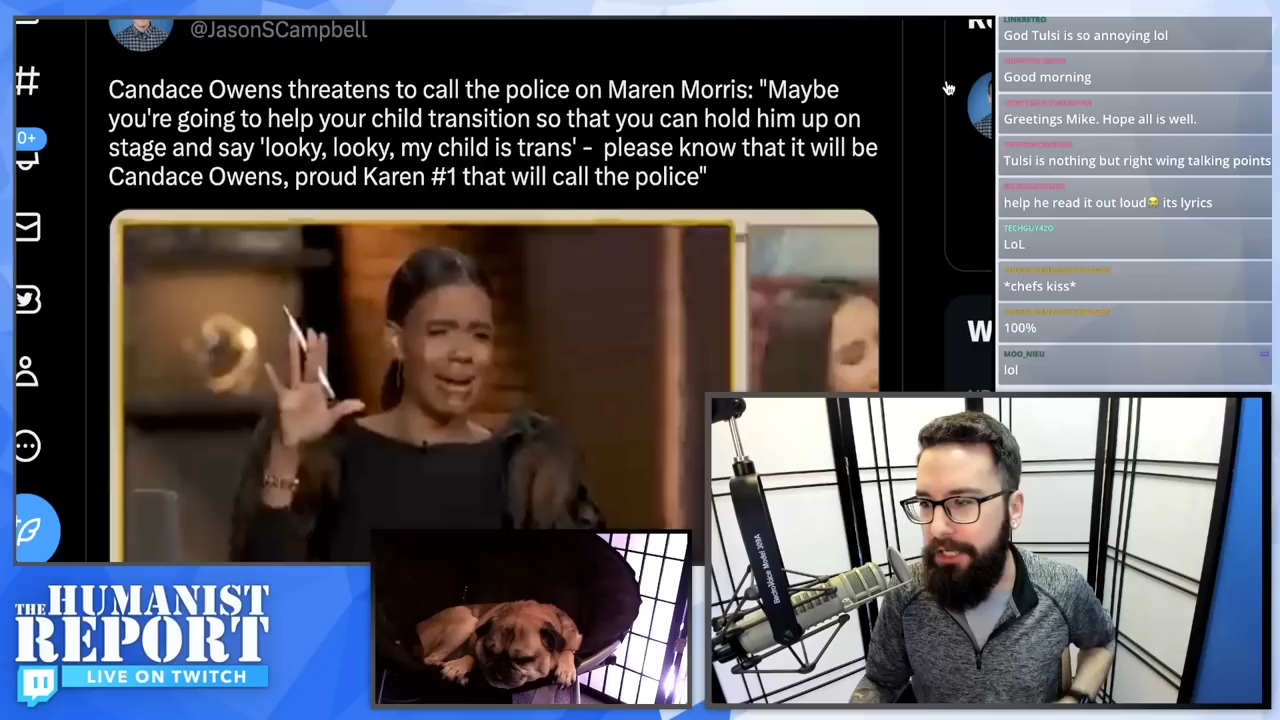 @JasonSCampbell
Candace Owens threatens to call the police on Maren Morris: "Maybe
you're going to help your child transition so that you can hold him up on
stage and say 'looky, looky, my child is trans' - please know that it will be
Candace Owens, proud Karen #1 that will call the police"
0+
W
LINKRETRO
God Tulsi is so annoying lol
Good morning
Greetings Mike. Hope all is well.
Tulsi is nothing but right wing talking points
help he read it out loud😭 its lyrics
TECHGUY4ZO
LoL
*chefs kiss*
100%
MOO_NIEU
lol
THE
HUMANIST
REPORT
LIVE ON TWITCH